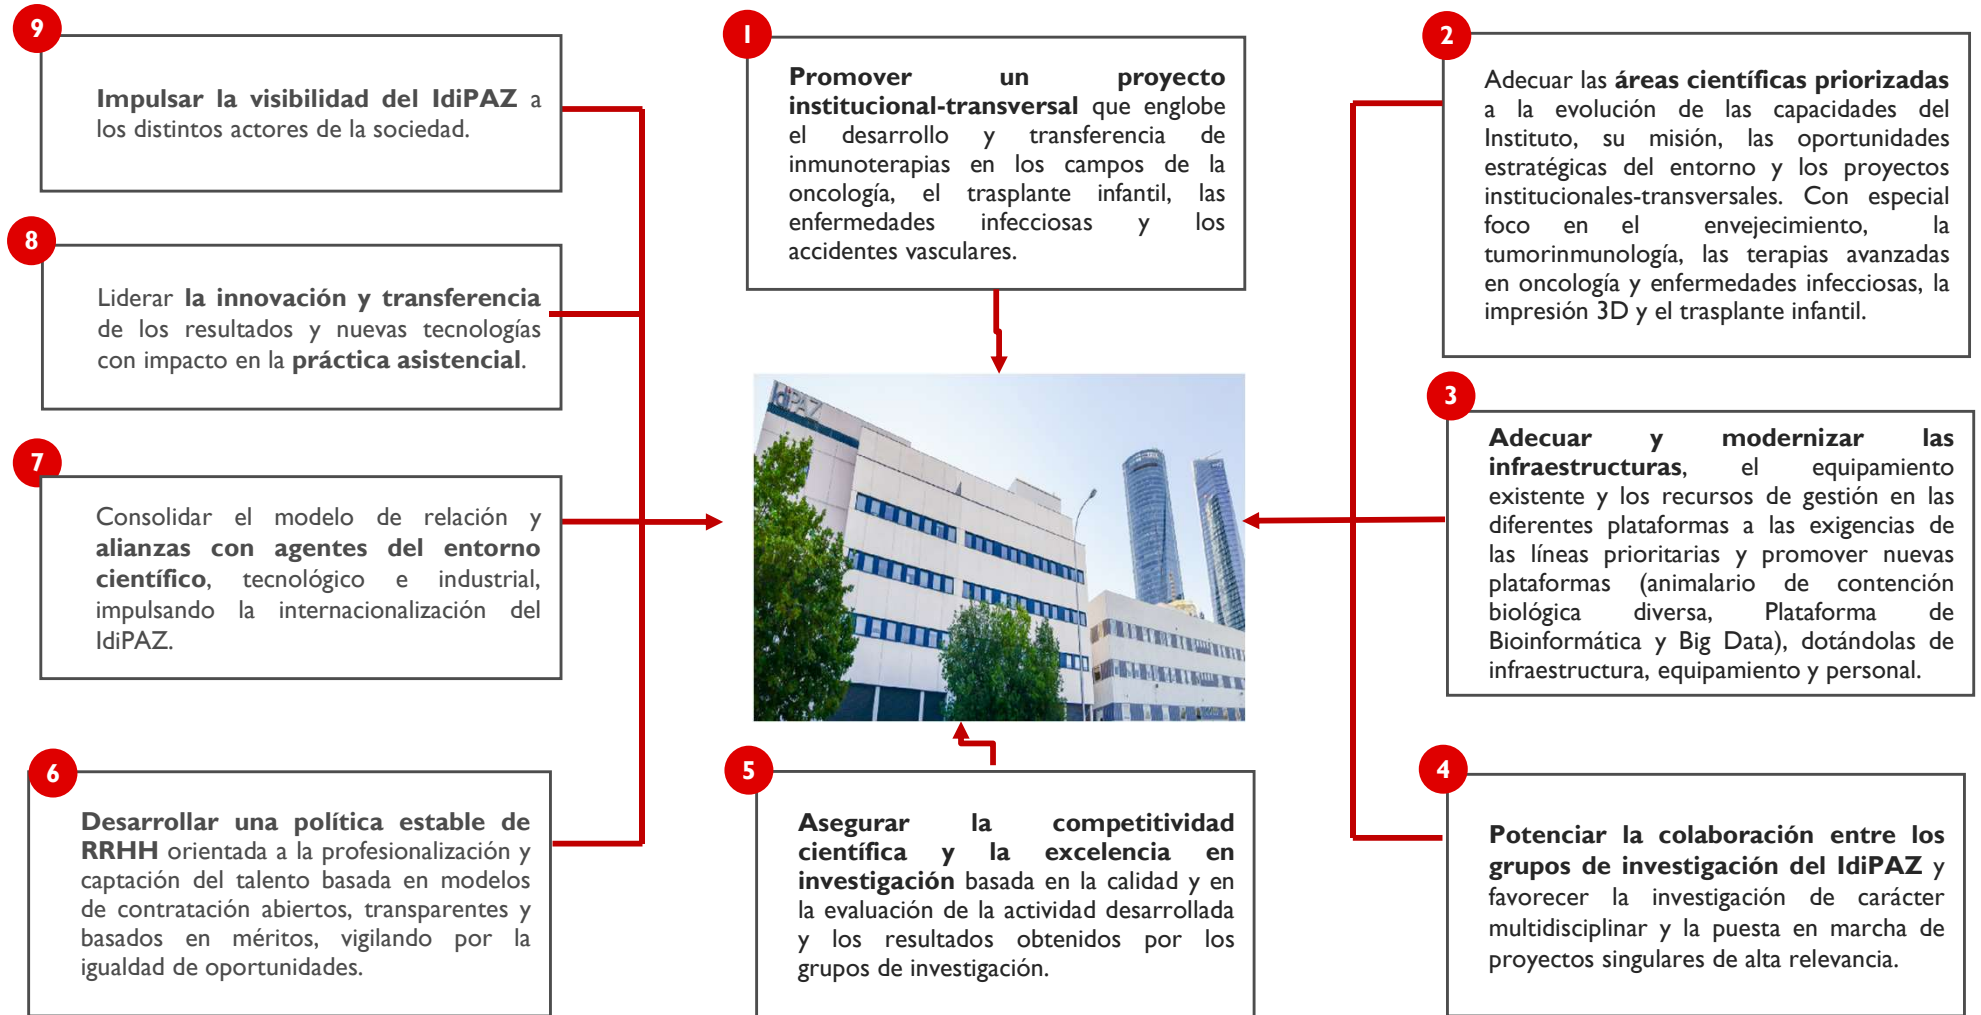 1
Promover un proyecto
institucional-transversal que englobe
el desarrollo y transferencia de
inmunoterapias en los campos de la
oncología, el trasplante infantil, las
enfermedades infecciosas y los
accidentes vasculares.
2
Adecuar las áreas científicas priorizadas
a la evolución de las capacidades del
Instituto, su misión, las oportunidades
estratégicas del entorno y los proyectos
institucionales-transversales. Con especial
foco en el envejecimiento, la
tumorinmunología, las terapias avanzadas
en oncología y enfermedades infecciosas, la
impresión 3D y el trasplante infantil.
3
Adecuar y modernizar las
infraestructuras, el equipamiento
existente y los recursos de gestión en las
diferentes plataformas a las exigencias de
las líneas prioritarias y promover nuevas
plataformas (animalario de contención
biológica diversa, Plataforma de
Bioinformática y Big Data), dotándolas de
infraestructura, equipamiento y personal.
4
Potenciar la colaboración entre los
grupos de investigación del IdiPAZ y
favorecer la investigación de carácter
multidisciplinar y la puesta en marcha de
proyectos singulares de alta relevancia.
5
Asegurar la competitividad
científica y la excelencia en
investigación basada en la calidad y en
la evaluación de la actividad desarrollada
y los resultados obtenidos por los
grupos de investigación.
6
Desarrollar una política estable de
RRHH orientada a la profesionalización y
captación del talento basada en modelos
de contratación abiertos, transparentes y
basados en méritos, vigilando por la
igualdad de oportunidades.
7
Consolidar el modelo de relación y
alianzas con agentes del entorno
científico, tecnológico e industrial,
impulsando la internacionalización del
IdiPAZ.
8
Liderar la innovación y transferencia
de los resultados y nuevas tecnologías
con impacto en la práctica asistencial.
9
Impulsar la visibilidad del IdiPAZ a
los distintos actores de la sociedad.
IdiPAZ